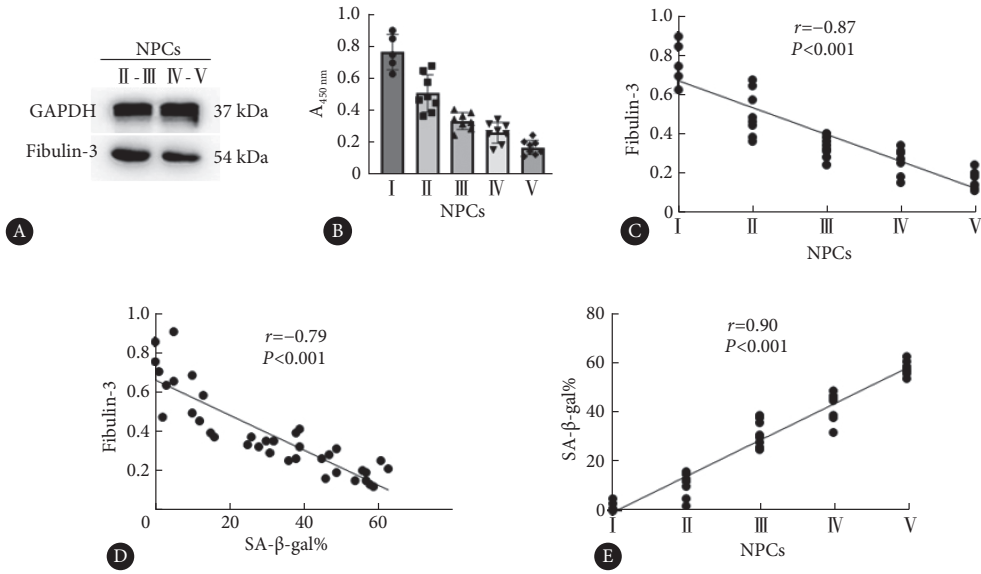 NPCs
Ⅱ-Ⅲ Ⅳ-Ⅴ
GAPDH
37 kDa
Fibulin-3
54 kDa
A
A450 nm
0.8
0.6
0.4
0.2
0
Ⅰ Ⅱ Ⅲ Ⅳ Ⅴ
NPCs
B
Fibulin-3
1.0
0.8
0.6
0.4
0.2
0
r=−0.87
P<0.001
Ⅰ Ⅱ Ⅲ Ⅳ Ⅴ
NPCs
C
Fibulin-3
1.0
0.8
0.6
0.4
0.2
r=−0.79
P<0.001
0 20 40 60
SA-β-gal%
D
SA-β-gal%
80
60
40
20
0
r=0.90
P<0.001
Ⅰ Ⅱ Ⅲ Ⅳ Ⅴ
NPCs
E